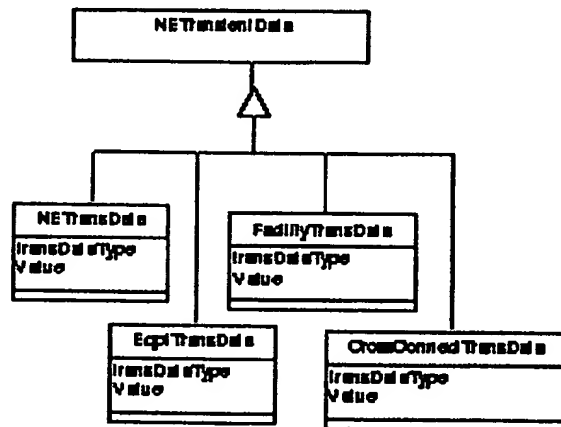 NETransientData
NETransData
transDataType
Value
FacilityTransData
transDataType
Value
EqptTransData
transDataType
Value
CrossConnectTransData
transDataType
Value